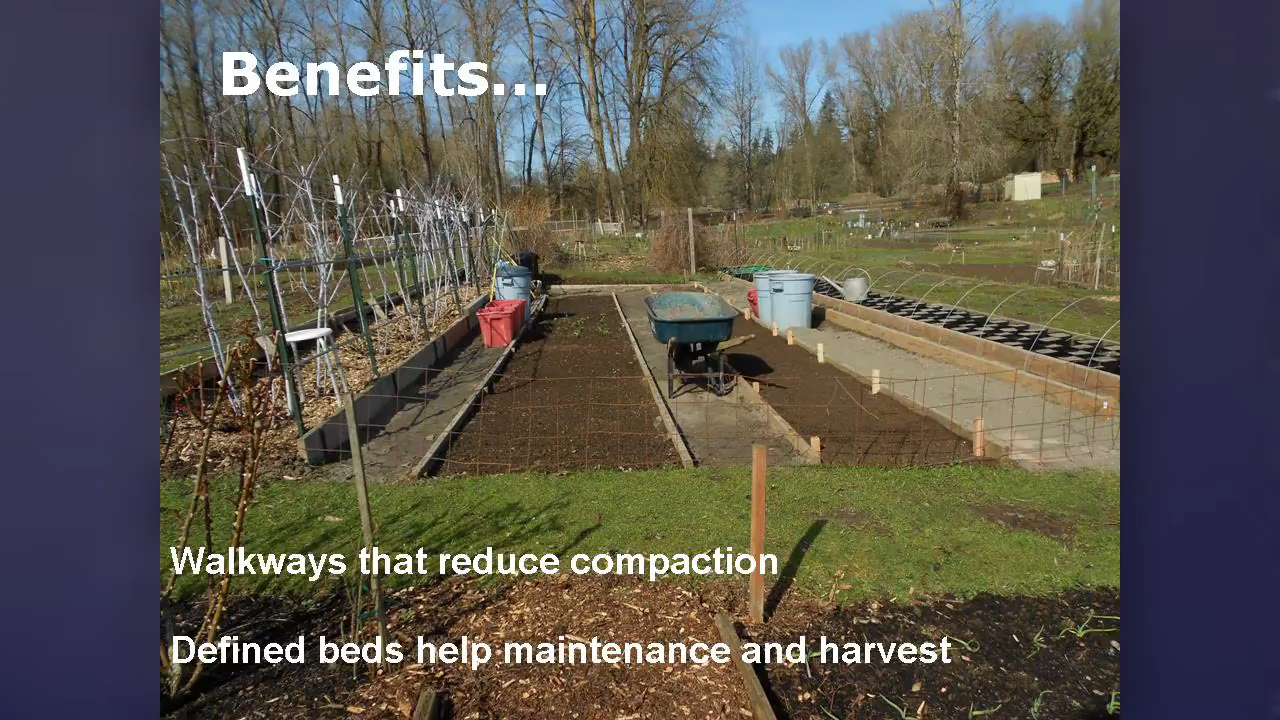 Benefits...
Walkways that reduce compaction
Defined beds help maintenance and harvest